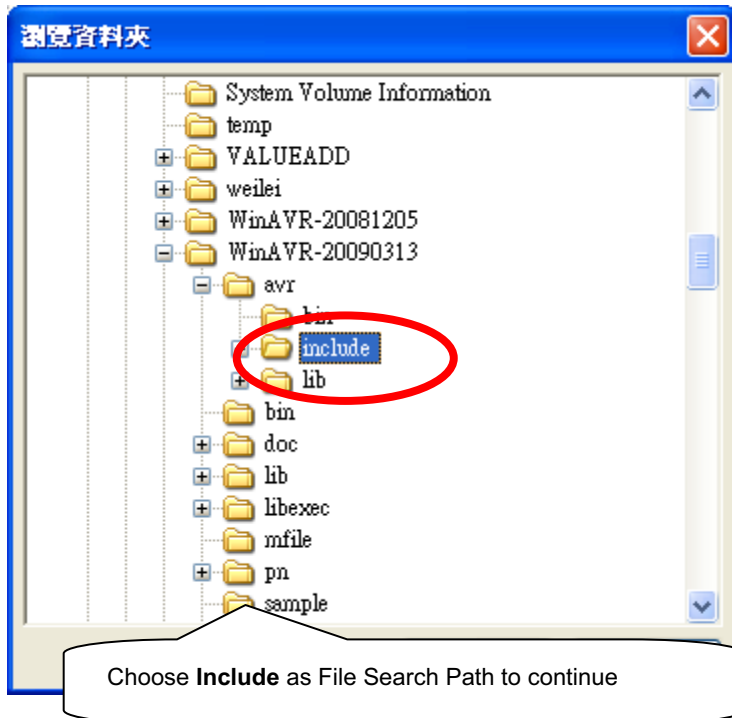 瀏覽資料夾
System Volume Information
temp
VALUEADD
weilei
WinAVR-20081205
WinAVR-20090313
avr
bin
include
lib
bin
doc
lib
libexec
mfile
pn
sample
Choose Include as File Search Path to continue